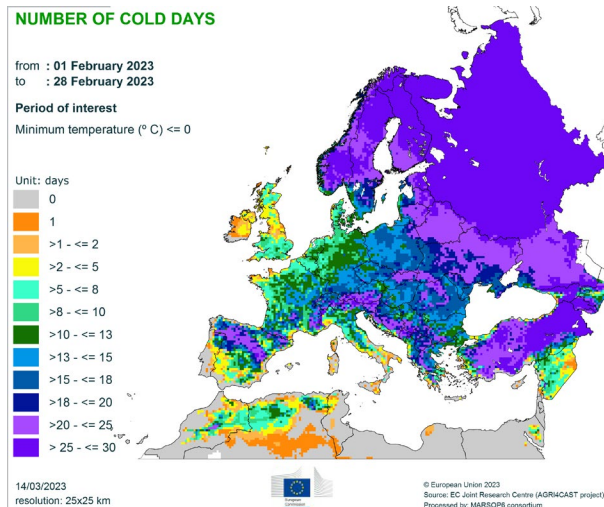 NUMBER OF COLD DAYS
from : 01 February 2023
to : 28 February 2023
Period of interest
Minimum temperature (º C) <= 0
Unit: days
0
1
>1 - <= 2
>2 - <= 5
>5 - <= 8
>8 - <= 10
>10 - <= 13
>13 - <= 15
>15 - <= 18
>18 - <= 20
>20 - <= 25
> 25 - <= 30
14/03/2023
resolution: 25x25 km
European
Commission
© European Union 2023
Source: EC Joint Research Centre (AGRI4CAST project)
Processed by: MARSOP6 consortium